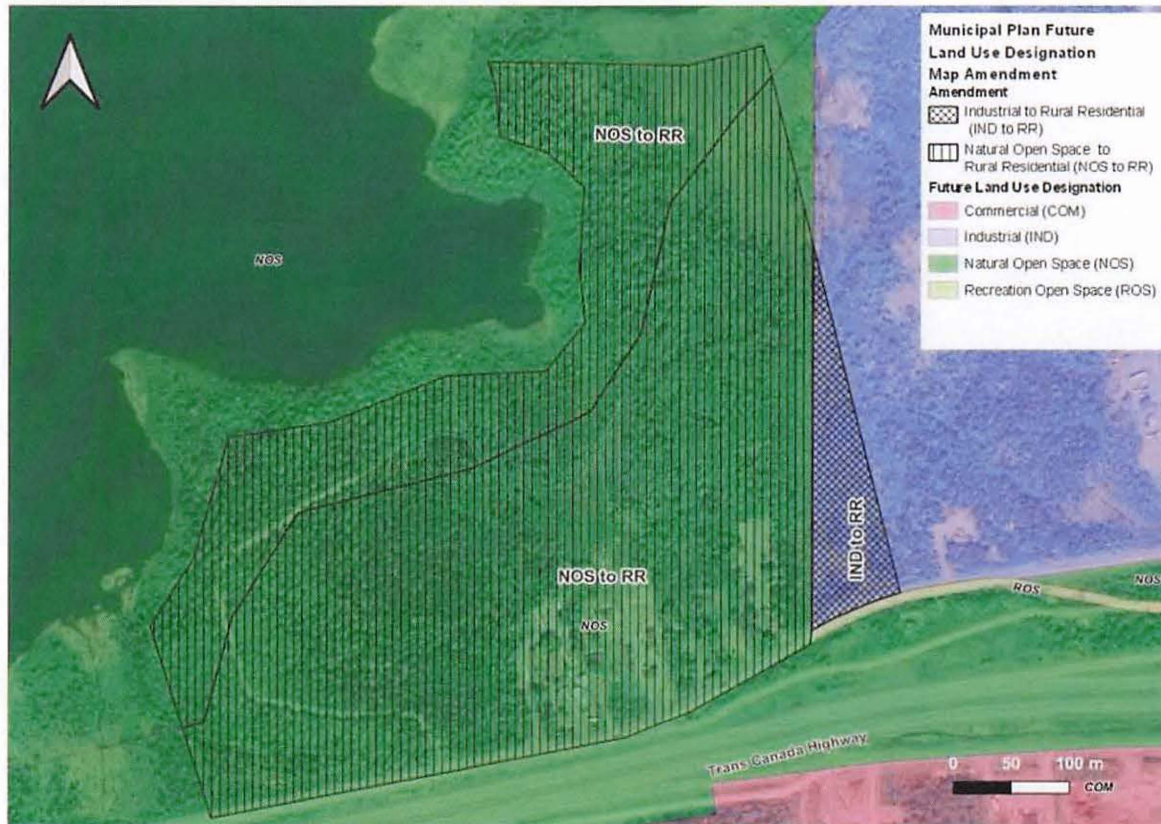 Municipal Plan Future
Land Use Designation
Map Amendment
Amendment
Industrial to Rural Residential
(IND to RR)
Natural Open Space to
Rural Residential (NOS to RR)
Future Land Use Designation
Commercial (COM)
Industrial (IND)
Natural Open Space (NOS)
Recreation Open Space (ROS)
NOS to RR
NOS
IND to RR
NOS to RR
NOS
ROS
NOS
Trans Canada Highway
0 50 100 m
COM